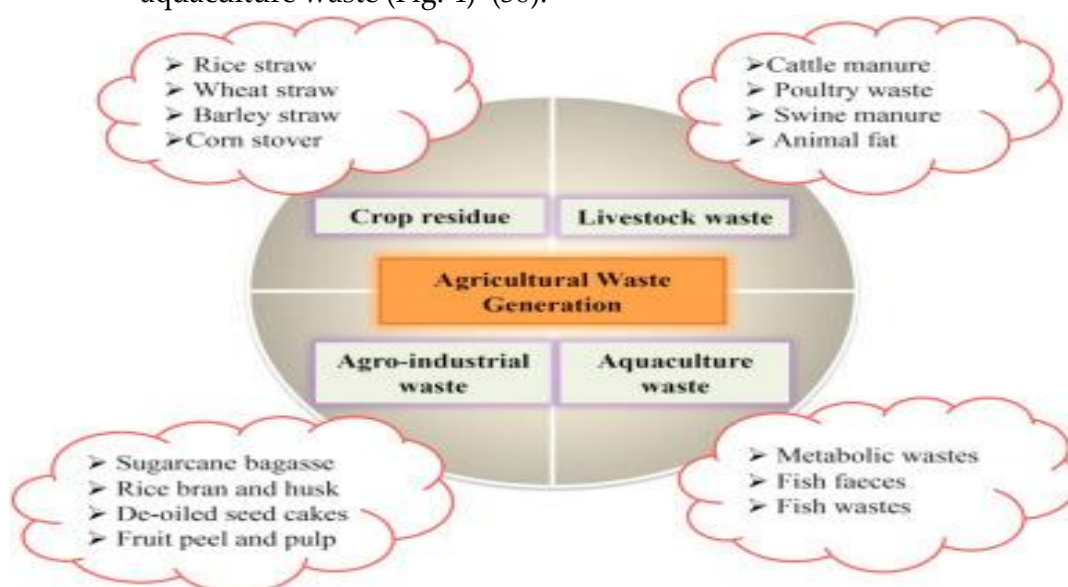 aquaculture waste (Fig. 4) (36).
➢ Rice straw
➢ Wheat straw
➢ Barley straw
➢Corn stover
➢Cattle manure
➢ Poultry waste
➢ Swine manure
➢ Animal fat
Crop residue
Livestock waste
Agricultural Waste
Generation
Agro-industrial
waste
Aquaculture
waste
➢ Sugarcane bagasse
➢ Rice bran and husk
➢ De-oiled seed cakes
➢ Fruit peel and pulp
➢ Metabolic wastes
➢ Fish faeces
➢ Fish wastes